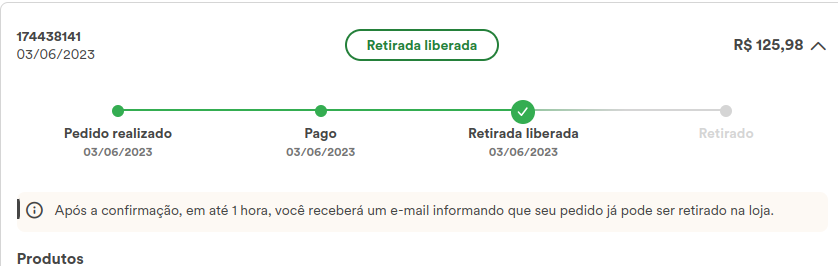 174438141
03/06/2023
Retirada liberada
R$ 125,98
Pedido realizado
03/06/2023
Pago
03/06/2023
Retirada liberada
03/06/2023
Retirado
Após a confirmação, em até 1 hora, você receberá um e-mail informando que seu pedido já pode ser retirado na loja.
Produtos